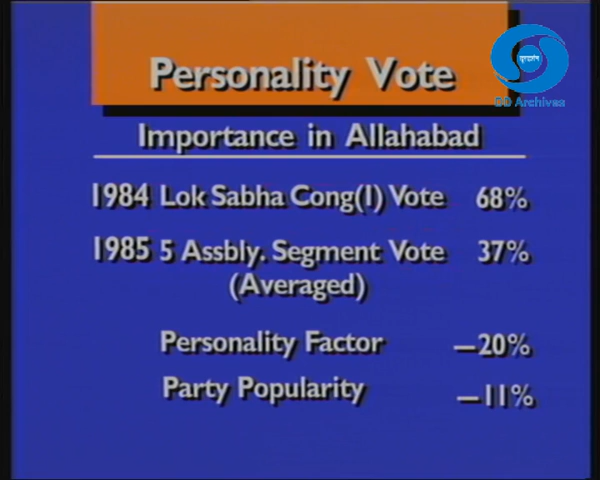 Personality Vote
DD Archives
Importance in Allahabad
1984 Lok Sabha Cong(I) Vote 68%
1985 5 Assbly. Segment Vote 37%
(Averaged)
Personality Factor —20%
Party Popularity —11%